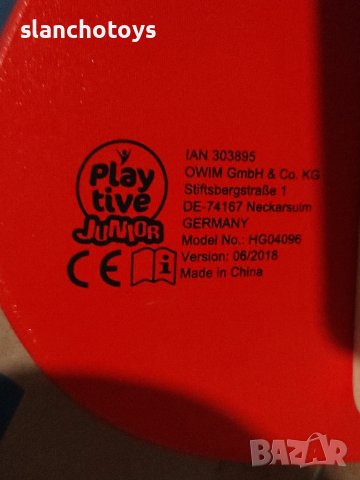 slanchotoys
Play
tive
JUNIOR
IAN 303895
OWIM GmbH & Co. KG
Stiftsbergstraße 1
DE-74167 Neckarsulm
GERMANY
Model No.: HG04096
Version: 06/2018
Made in China
CE
i
BAZAR